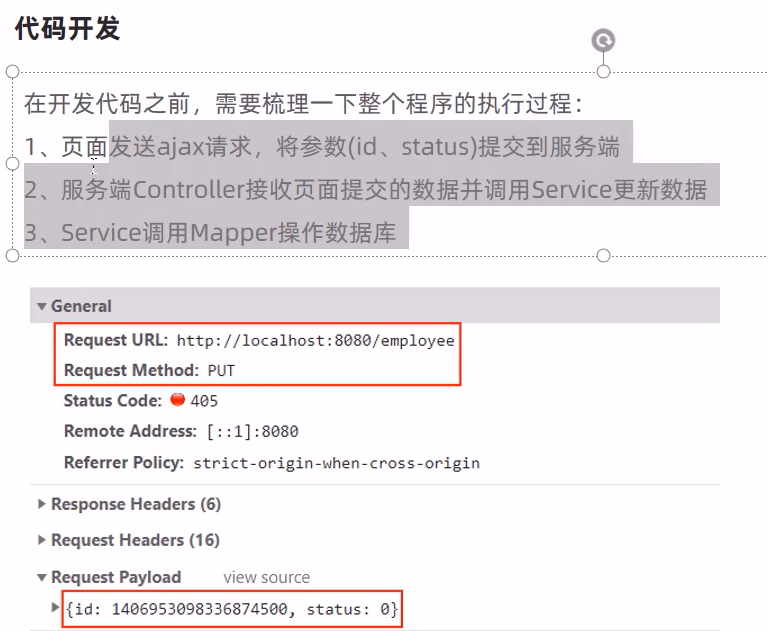 代码开发
在开发代码之前，需要梳理一下整个程序的执行过程：
1、页面发送ajax请求，将参数(id、status)提交到服务端
2、服务端Controller接收页面提交的数据并调用Service更新数据
3、Service调用Mapper操作数据库
General
Request URL: http://localhost:8080/employee
Request Method: PUT
Status Code: 405
Remote Address: [::1]:8080
Referrer Policy: strict-origin-when-cross-origin
Response Headers (6)
Request Headers (16)
Request Payload view source
{id: 1406953098336874500, status: 0}